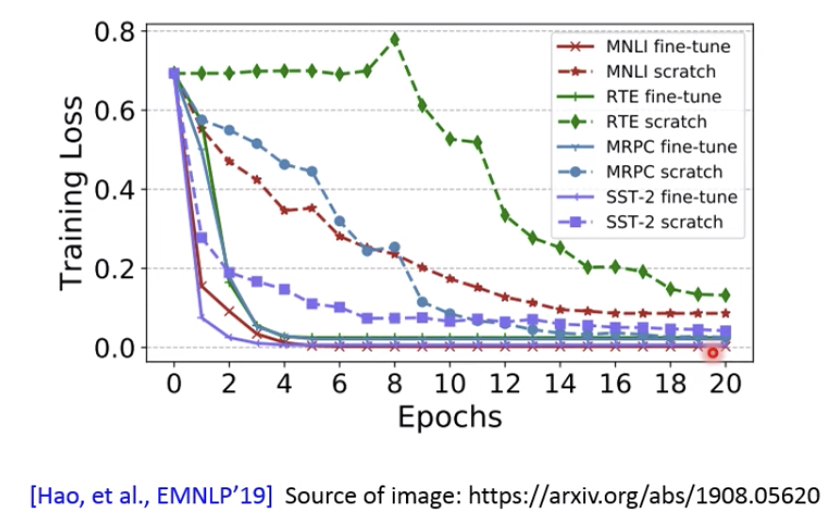 0.8
0.6
0.4
0.2
0.0
Training Loss
0 2 4 6 8 10 12 14 16 18 20
Epochs
MNLI fine-tune
MNLI scratch
RTE fine-tune
RTE scratch
MRPC fine-tune
MRPC scratch
SST-2 fine-tune
SST-2 scratch
[Hao, et al., EMNLP’19] Source of image: https://arxiv.org/abs/1908.05620